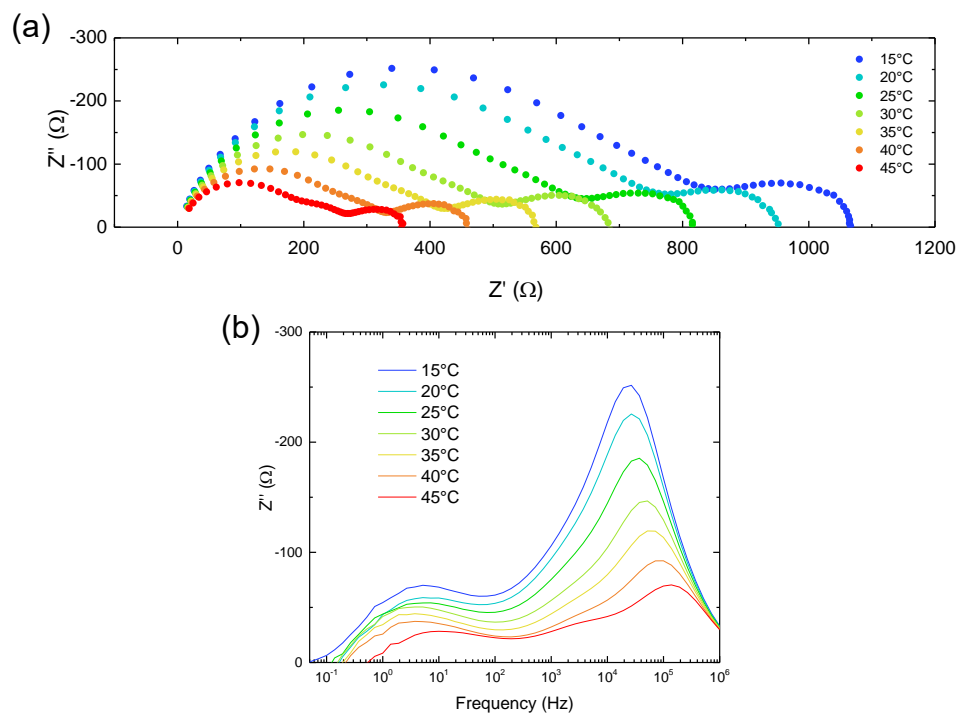 (a)
-300
-200
-100
0
Z'' (Ω)
0 200 400 600 800 1000 1200
Z' (Ω)
15°C
20°C
25°C
30°C
35°C
40°C
45°C
(b)
-300
-200
-100
0
Z'' (Ω)
15°C
20°C
25°C
30°C
35°C
40°C
45°C
10⁻¹ 10⁰ 10¹ 10² 10³ 10⁴ 10⁵ 10⁶
Frequency (Hz)